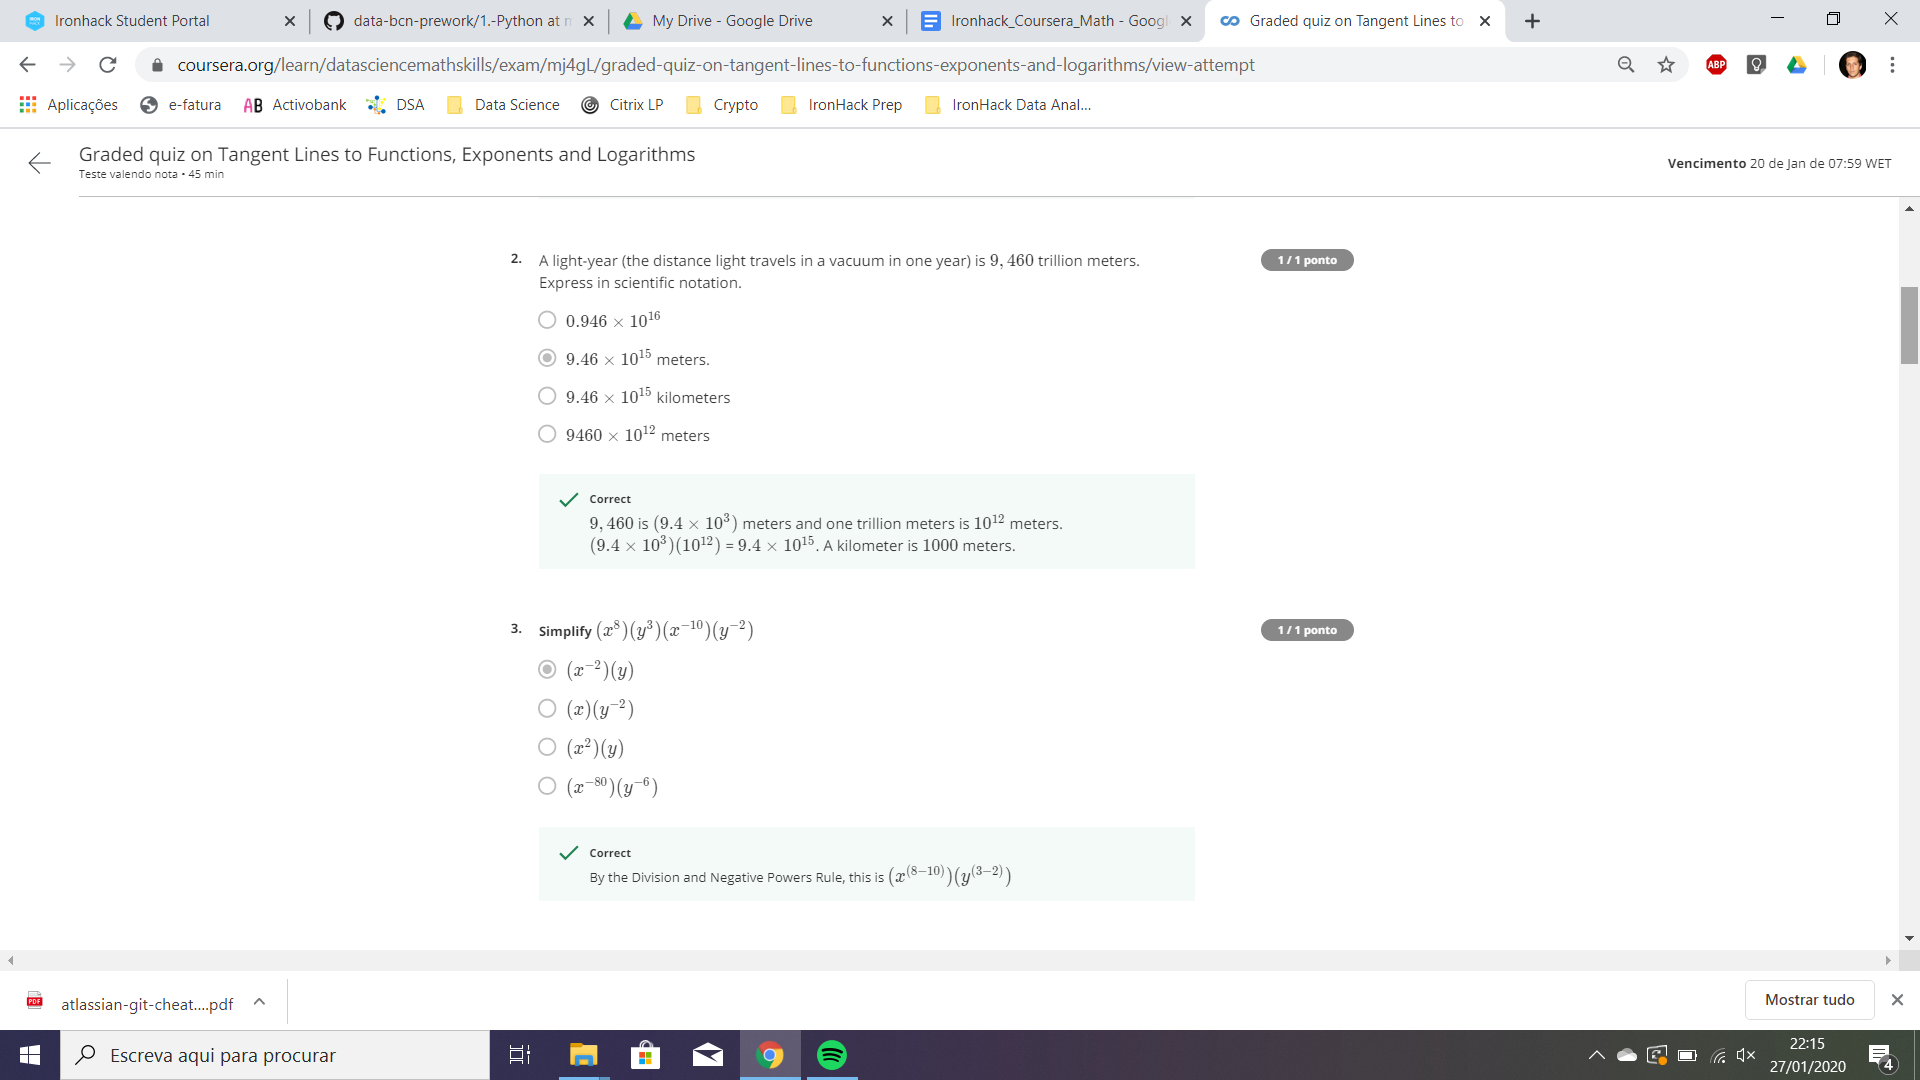 Ironhack Student Portal
data-bcn-prework/1.-Python at m
My Drive - Google Drive
Ironhack_Coursera_Math - Googl
Graded quiz on Tangent Lines to
coursera.org/learn/datasciencemathskills/exam/mj4gL/graded-quiz-on-tangent-lines-to-functions-exponents-and-logarithms/view-attempt
ABP
Aplicações
e-fatura
AB Activobank
DSA
Data Science
Citrix LP
Crypto
IronHack Prep
IronHack Data Anal...
Graded quiz on Tangent Lines to Functions, Exponents and Logarithms
Teste valendo nota • 45 min
Vencimento 20 de Jan de 07:59 WET
2. A light-year (the distance light travels in a vacuum in one year) is 9, 460 trillion meters.
Express in scientific notation.
1 / 1 ponto
0.946 × 10^16
9.46 × 10^15 meters.
9.46 × 10^15 kilometers
9460 × 10^12 meters
Correct
9, 460 is (9.4 × 10^3) meters and one trillion meters is 10^12 meters.
(9.4 × 10^3)(10^12) = 9.4 × 10^15. A kilometer is 1000 meters.
3. Simplify (x^8)(y^3)(x^−10)(y^−2)
1 / 1 ponto
(x^−2)(y)
(x)(y^−2)
(x^2)(y)
(x^−80)(y^−6)
Correct
By the Division and Negative Powers Rule, this is (x^(8−10))(y^(3−2))
PDF
atlassian-git-cheat....pdf
Mostrar tudo
Escreva aqui para procurar
22:15
27/01/2020
4